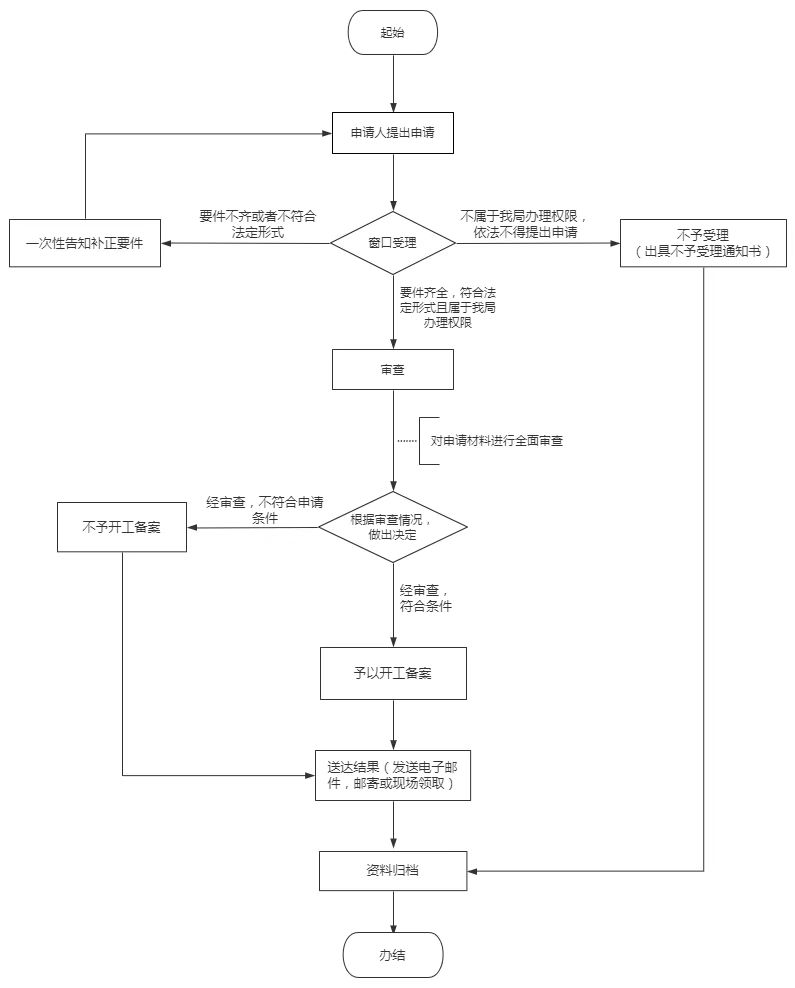 起始
申请人提出申请
要件不齐或者不符合
法定形式
不属于我局办理权限，
依法不得提出申请
一次性告知补正要件
窗口受理
不予受理
（出具不予受理通知书）
要件齐全，符合法
定形式且属于我局
办理权限
审查
对申请材料进行全面审查
经审查，不符合申请
条件
不予开工备案
根据审查情况，
做出决定
经审查，
符合条件
予以开工备案
送达结果（发送电子邮
件，邮寄或现场领取）
资料归档
办结